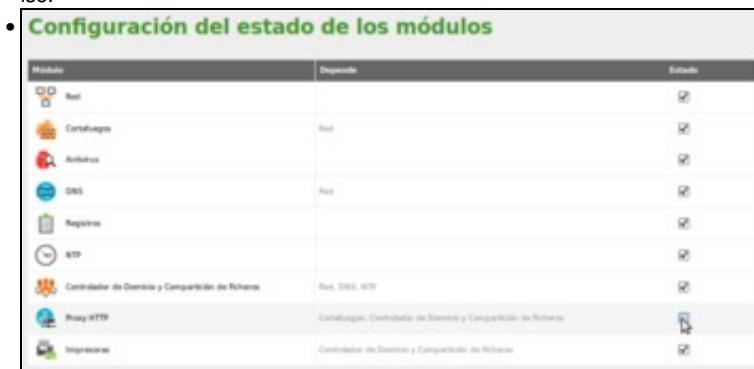 Configuración del estado de los módulos
Módulo Depende Estado
Red
Cortafuegos Red
Antivirus
DNS Red
Registros
NTP
Controlador de Dominio y Compartición de ficheros Red, DNS, NTP
Proxy HTTP Cortafuegos, Controlador de Dominio y Compartición de ficheros
Impresoras Controlador de Dominio y Compartición de ficheros